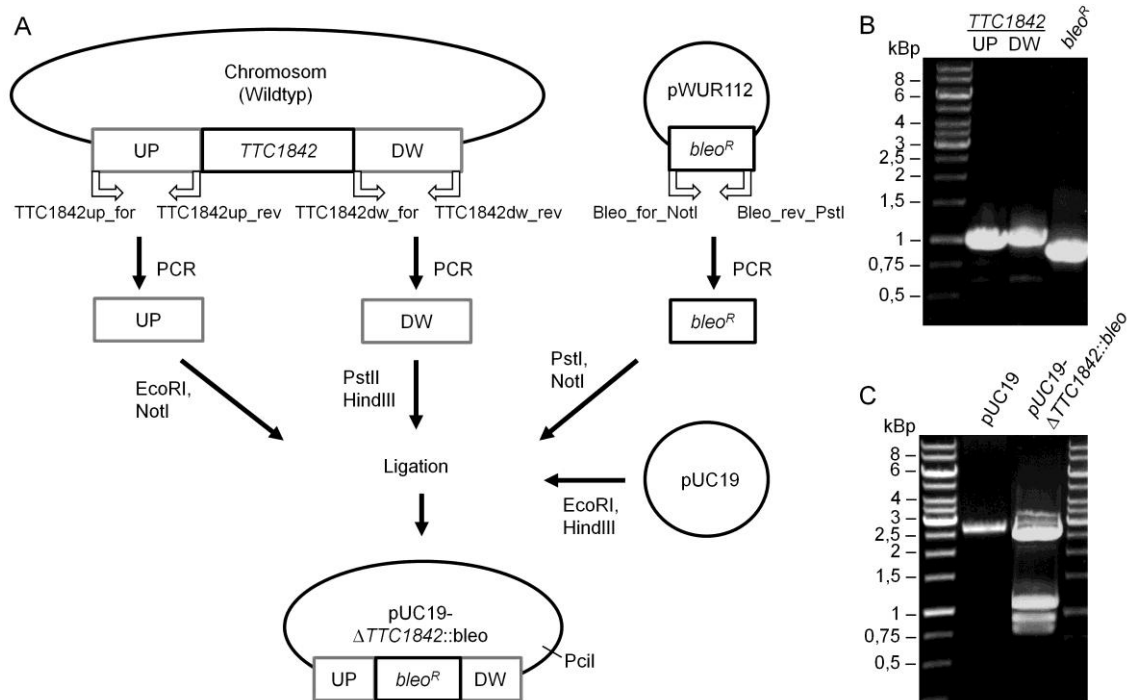 A
Chromosom
(Wildtyp)
UP
TTC1842
DW
TTC1842up_for
TTC1842up_rev
TTC1842dw_for
TTC1842dw_rev
pWUR112
bleoR
Bleo_for_NotI
Bleo_rev_PstI
PCR
PCR
PCR
UP
DW
bleoR
EcoRI,
NotI
PstII
HindIII
PstI,
NotI
Ligation
pUC19
EcoRI,
HindIII
pUC19-
ΔTTC1842::bleo
PciI
UP
bleoR
DW
B
TTC1842
kBp
UP
DW
bleoR
8
6
4
3
2,5
2
1,5
1
0,75
0,5
C
kBp
pUC19
pUC19-
ΔTTC1842::bleo
8
6
4
3
2,5
2
1,5
1
0,75
0,5